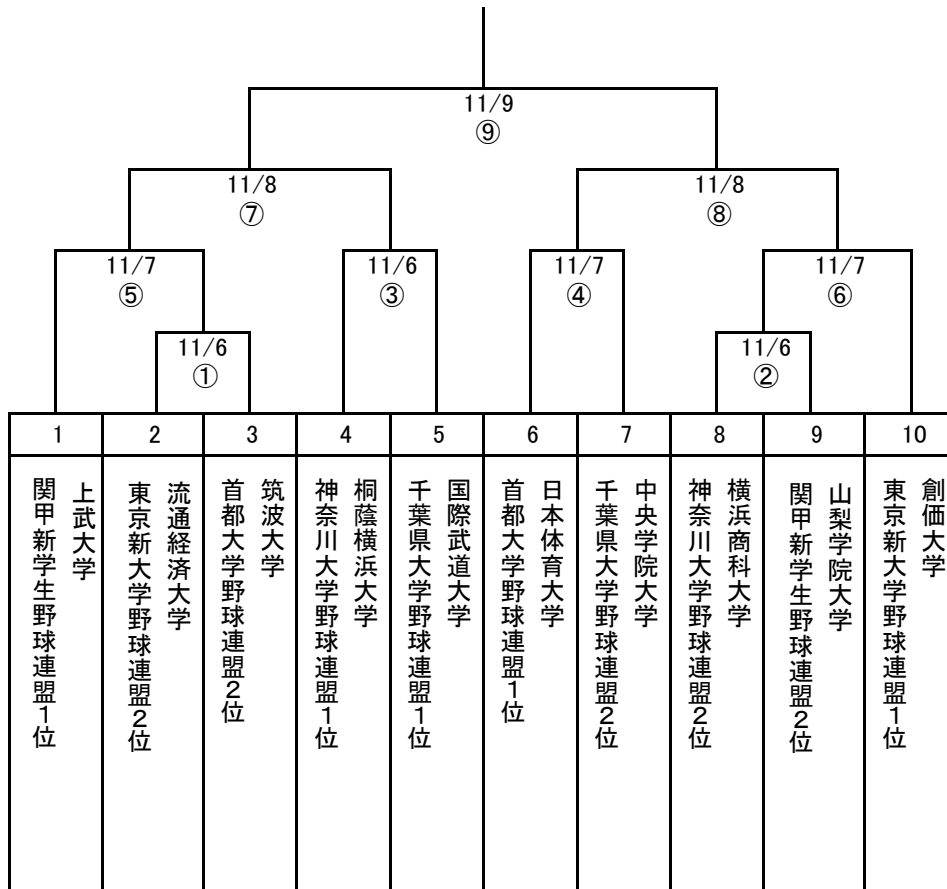 11/9
⑨
11/8
⑦
11/8
⑧
11/7
⑤
11/6
③
11/7
④
11/7
⑥
11/6
①
11/6
②
1
2
3
4
5
6
7
8
9
10
上武大学
関甲新学生野球連盟1位
流通経済大学
東京新大学野球連盟2位
筑波大学
首都大学野球連盟2位
桐蔭横浜大学
神奈川大学野球連盟1位
国際武道大学
千葉県大学野球連盟1位
日本体育大学
首都大学野球連盟1位
中央学院大学
千葉県大学野球連盟2位
横浜商科大学
神奈川大学野球連盟2位
山梨学院大学
関甲新学生野球連盟2位
創価大学
東京新大学野球連盟1位